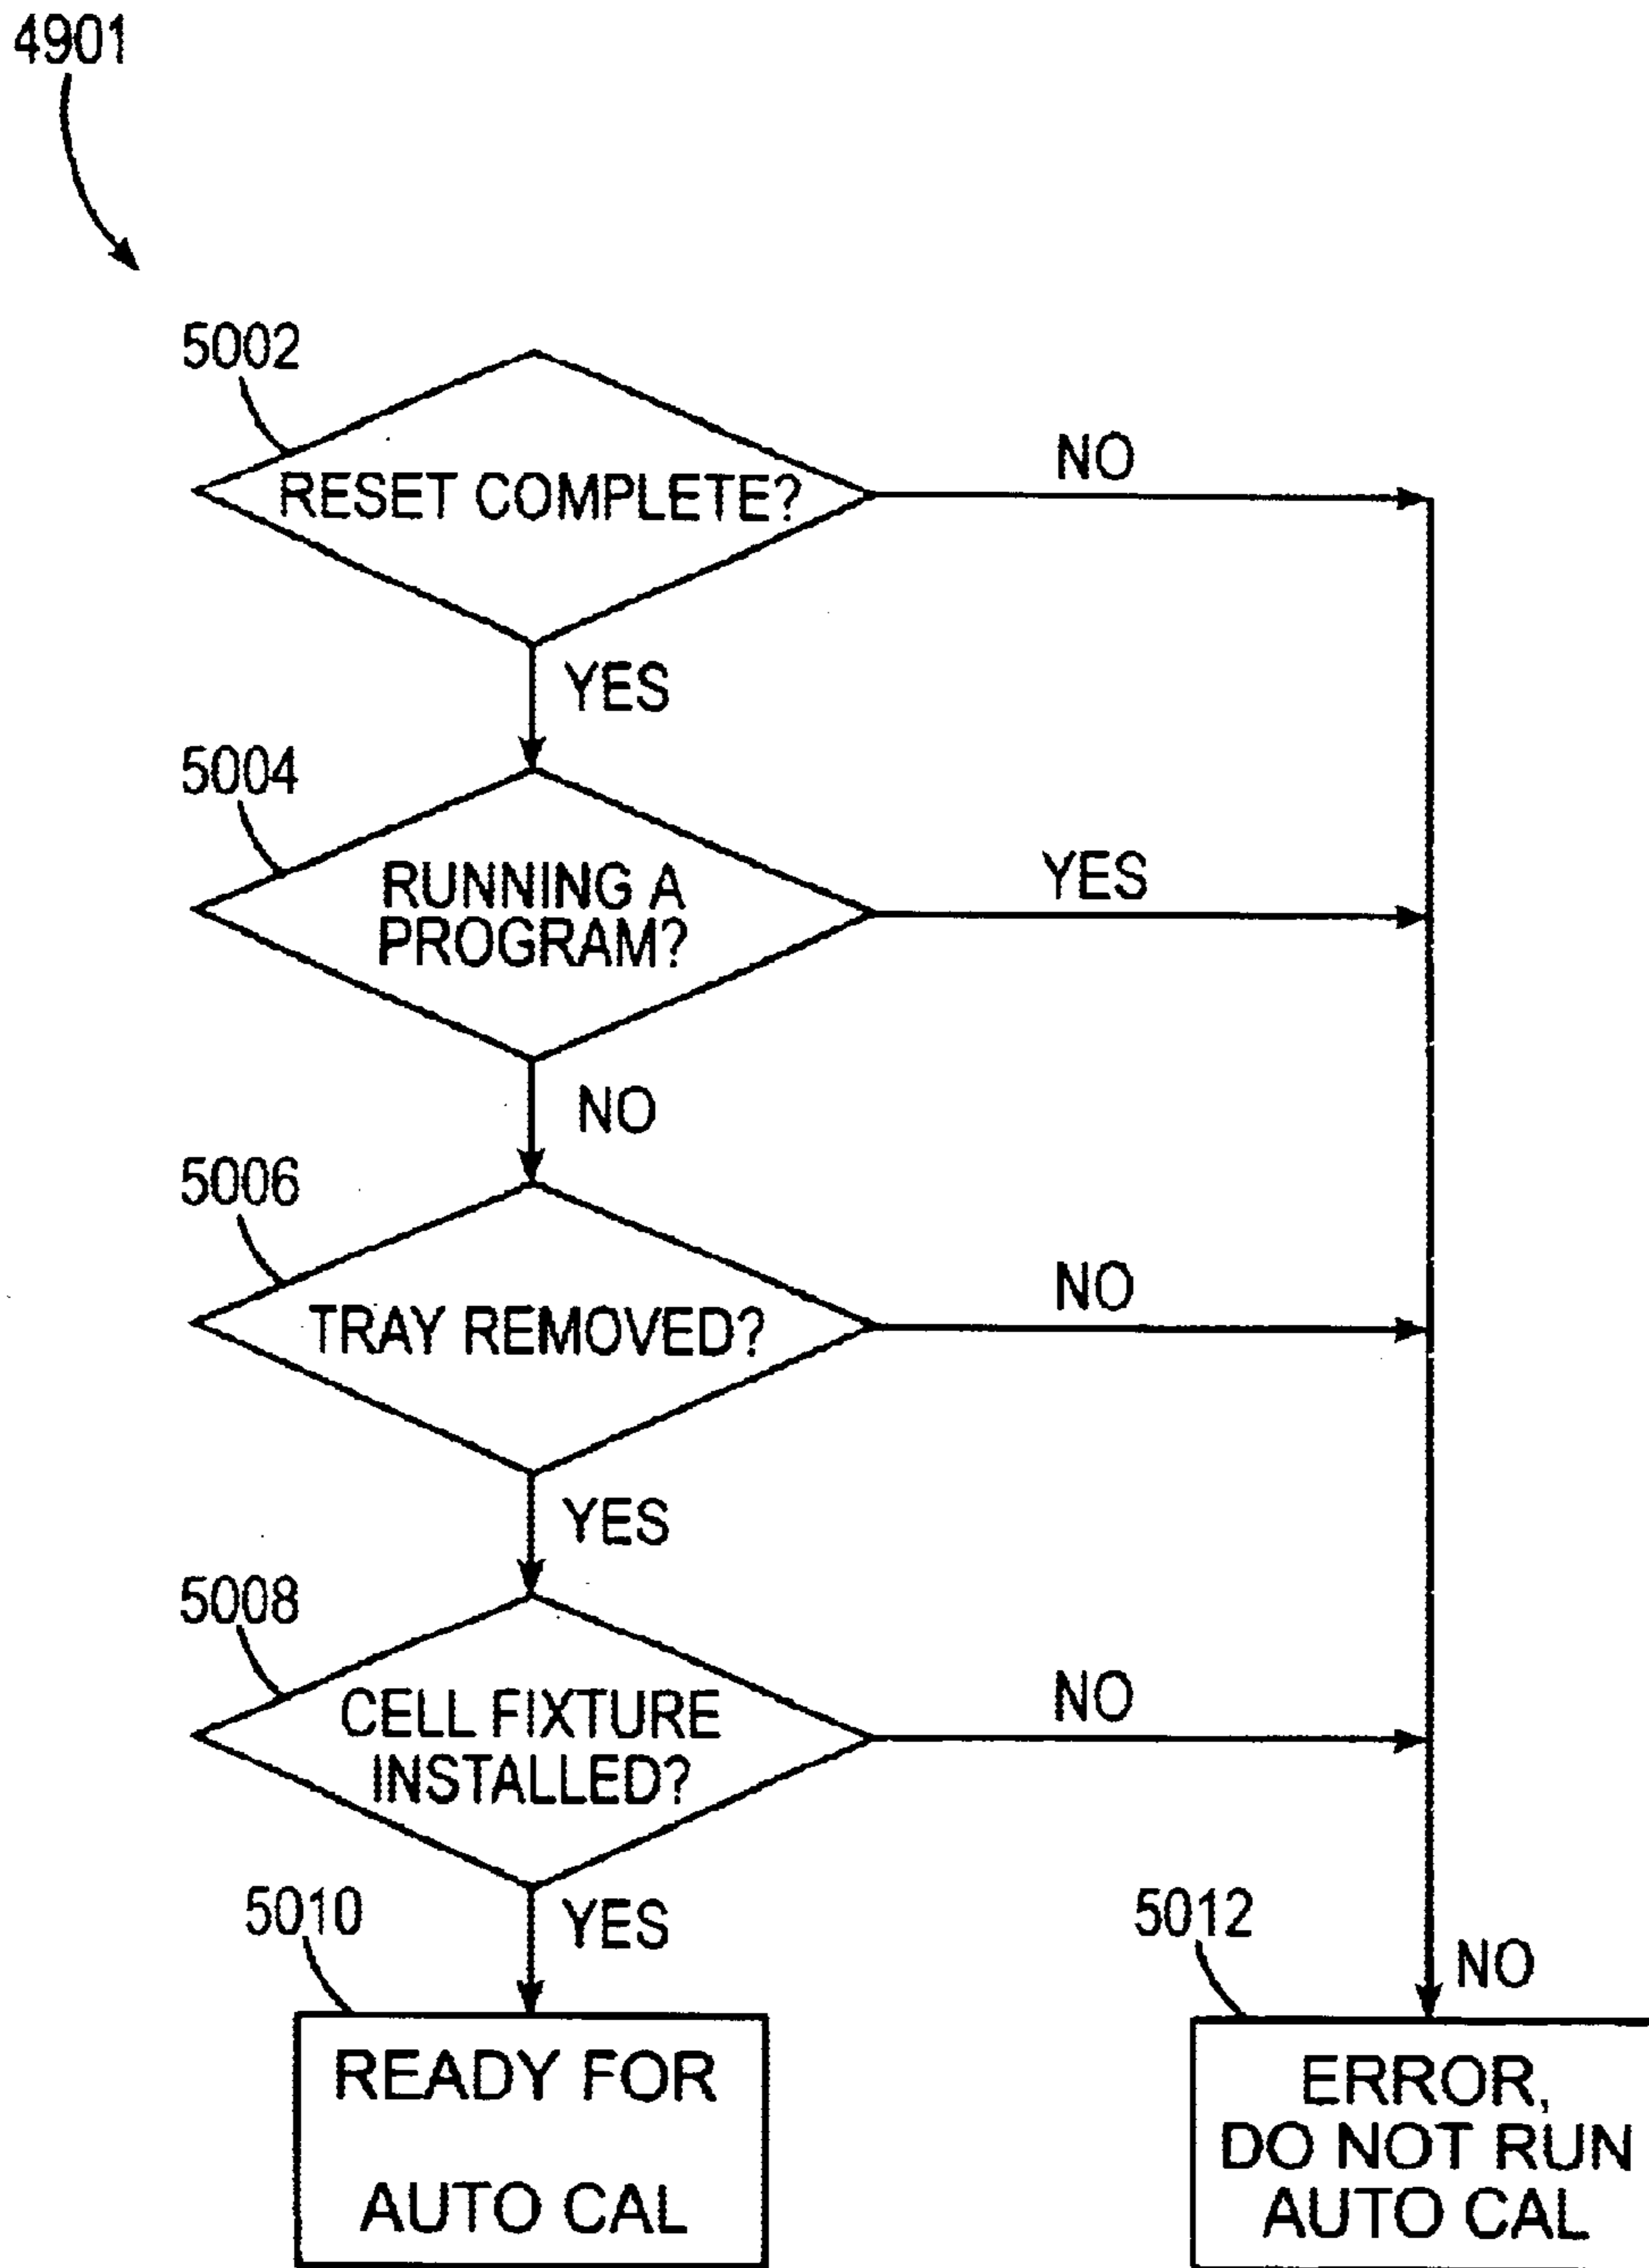 4901
5002
RESET COMPLETE?
NO
YES
5004
RUNNING A
PROGRAM?
YES
NO
5006
TRAY REMOVED?
NO
YES
5008
CELL FIXTURE
INSTALLED?
NO
YES
5010
READY FOR
AUTO CAL
5012
NO
ERROR,
DO NOT RUN
AUTO CAL